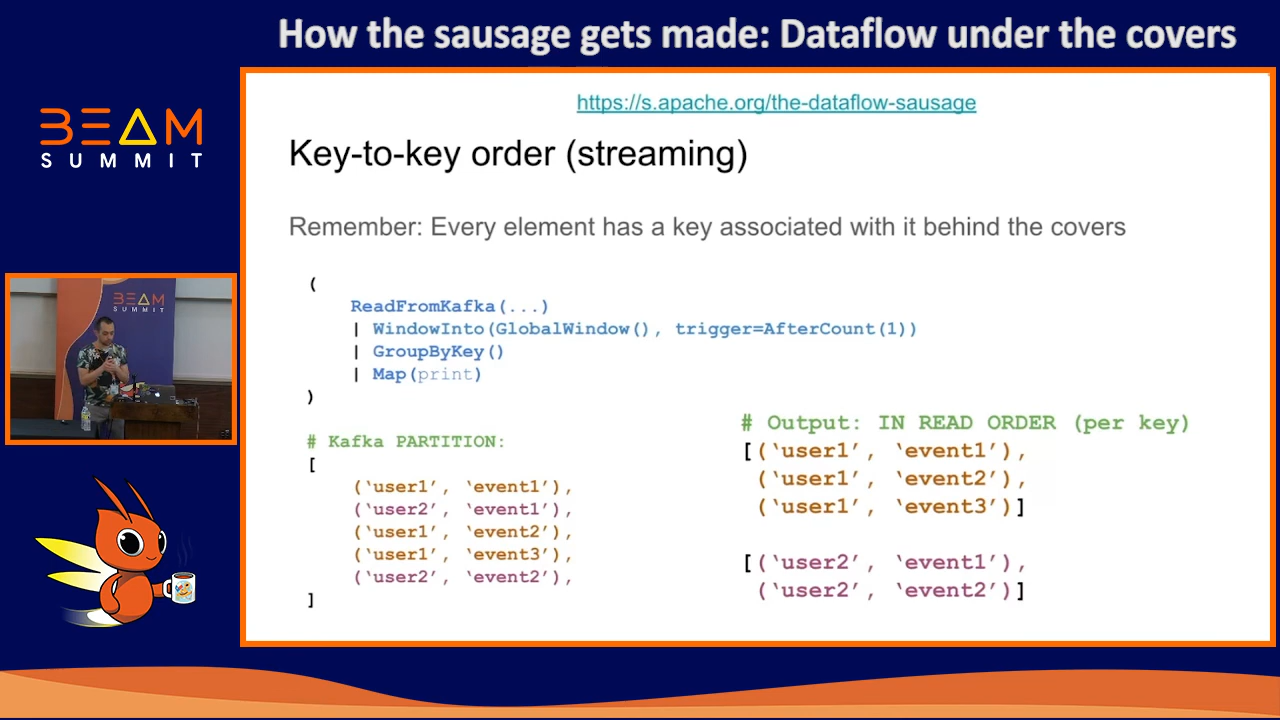 How the sausage gets made: Dataflow under the covers
BEAM
SUMMIT
https://s.apache.org/the-dataflow-sausage
Key-to-key order (streaming)
Remember: Every element has a key associated with it behind the covers
(
ReadFromKafka(...)
| WindowInto(GlobalWindow(), trigger=AfterCount(1))
| GroupByKey()
| Map(print)
)
# Kafka PARTITION:
[
(‘user1’, ‘event1’),
(‘user2’, ‘event1’),
(‘user1’, ‘event2’),
(‘user1’, ‘event3’),
(‘user2’, ‘event2’),
]
# Output: IN READ ORDER (per key)
[(‘user1’, ‘event1’),
(‘user1’, ‘event2’),
(‘user1’, ‘event3’)]
[(‘user2’, ‘event1’),
(‘user2’, ‘event2’)]
BEAM
SUMMIT